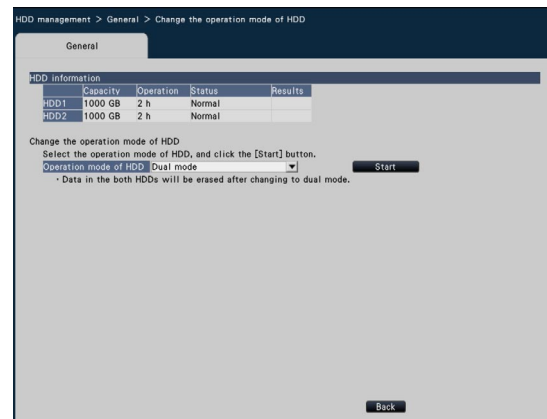 HDD management > General > Change the operation mode of HDD
General
HDD information
Capacity Operation Status Results
HDD1 1000 GB 2 h Normal
HDD2 1000 GB 2 h Normal
Change the operation mode of HDD
Select the operation mode of HDD, and click the [Start] button.
Operation mode of HDD Dual mode Start
・Data in the both HDDs will be erased after changing to dual mode.
Back